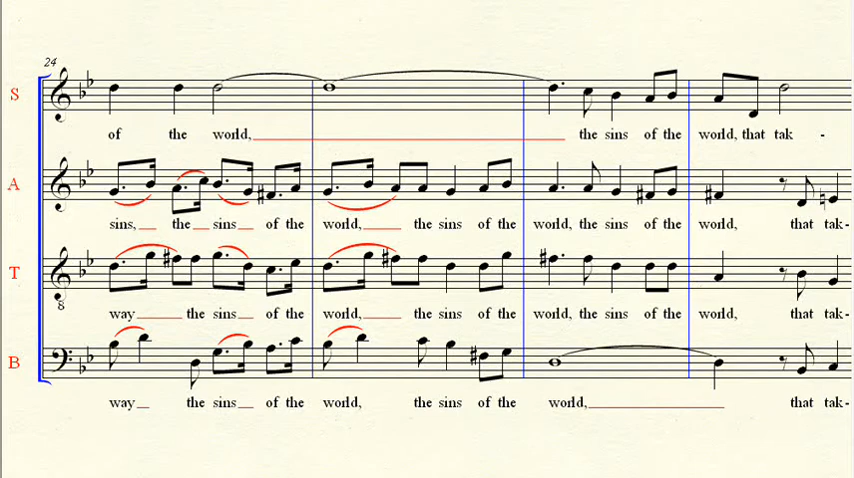 24
S
of the world, the sins of the world, that tak -
A
sins, the sins of the world, the sins of the world, the sins of the world, that tak-
T
8
way the sins of the world, the sins of the world, the sins of the world, that tak-
B
way the sins of the world, the sins of the world, that tak-